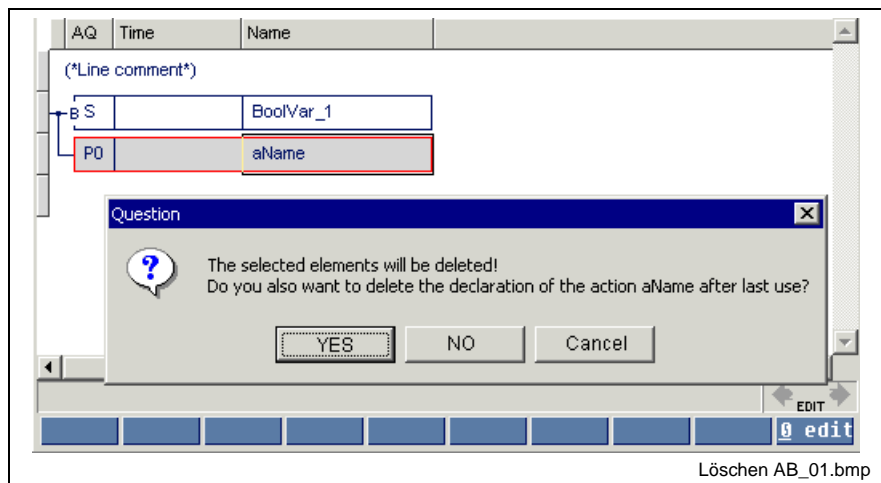 AQ Time Name
(*Line comment*)
B S BoolVar_1
P0 aName
Question
The selected elements will be deleted!
Do you also want to delete the declaration of the action aName after last use?
YES NO Cancel
EDIT
0 edit
Löschen AB_01.bmp